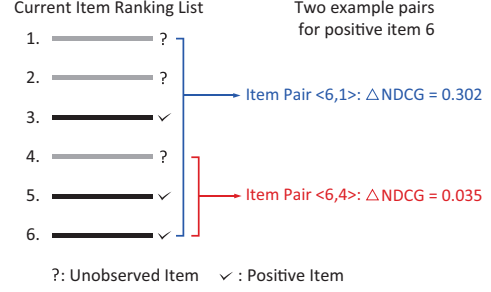 Current Item Ranking List
Two example pairs
for positive item 6
1. ?
2. ?
3. ✓
4. ?
5. ✓
6. ✓
Item Pair <6,1>: △NDCG = 0.302
Item Pair <6,4>: △NDCG = 0.035
?: Unobserved Item ✓ : Positive Item